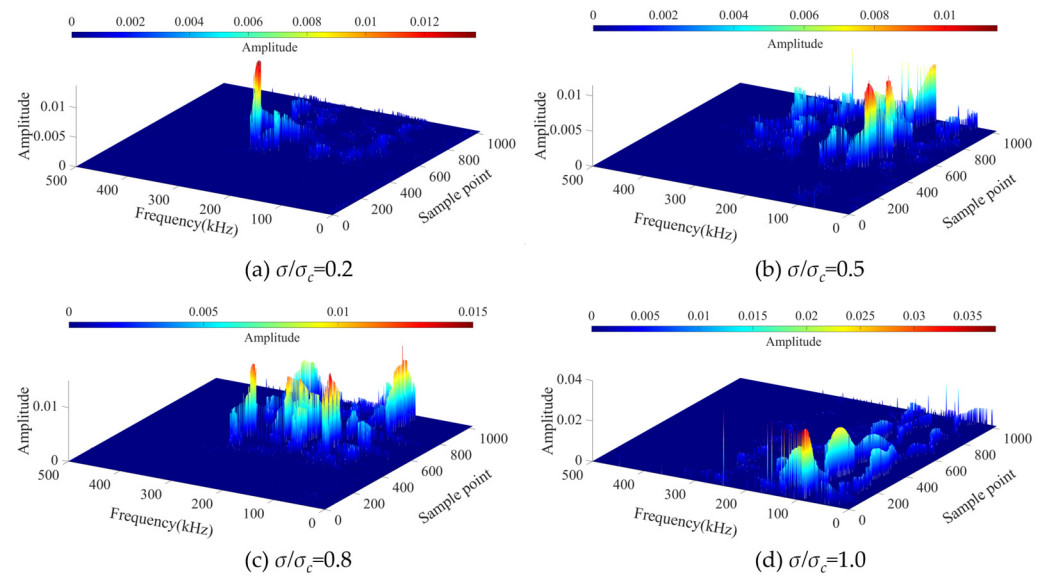 0 0.002 0.004 0.006 0.008 0.01 0.012
Amplitude
Amplitude
0.01
0.005
0
500
400
300
200
100
0
Frequency(kHz)
0
200
400
600
800
1000
Sample point
(a) σ/σc=0.2
0 0.002 0.004 0.006 0.008 0.01
Amplitude
Amplitude
0.01
0.005
0
500
400
300
200
100
0
Frequency(kHz)
0
200
400
600
800
1000
Sample point
(b) σ/σc=0.5
0 0.005 0.01 0.015
Amplitude
Amplitude
0.01
0
500
400
300
200
100
0
Frequency(kHz)
0
200
400
600
800
1000
Sample point
(c) σ/σc=0.8
0 0.005 0.01 0.015 0.02 0.025 0.03 0.035
Amplitude
Amplitude
0.04
0.02
0
500
400
300
200
100
0
Frequency(kHz)
0
200
400
600
800
1000
Sample point
(d) σ/σc=1.0